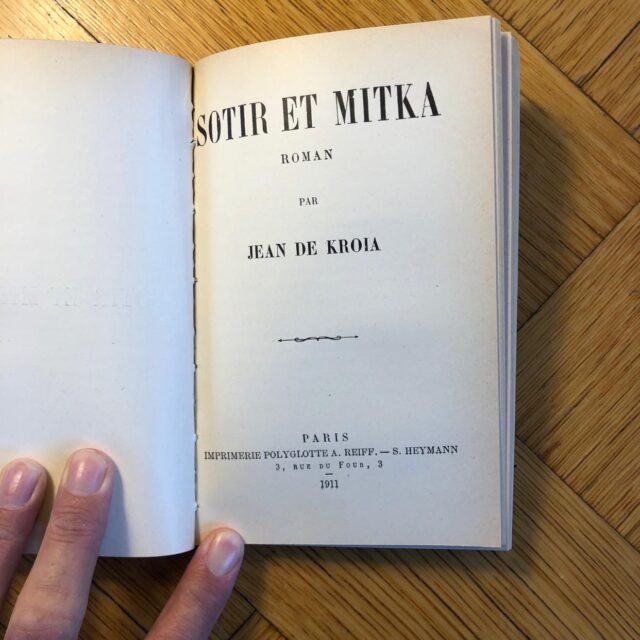 SOTIR ET MITKA
ROMAN
PAR
JEAN DE KROIA
PARIS
IMPRIMERIE POLYGLOTTE A. REIFF. — S. HEYMANN
3, RUE DU FOUR, 3
1911